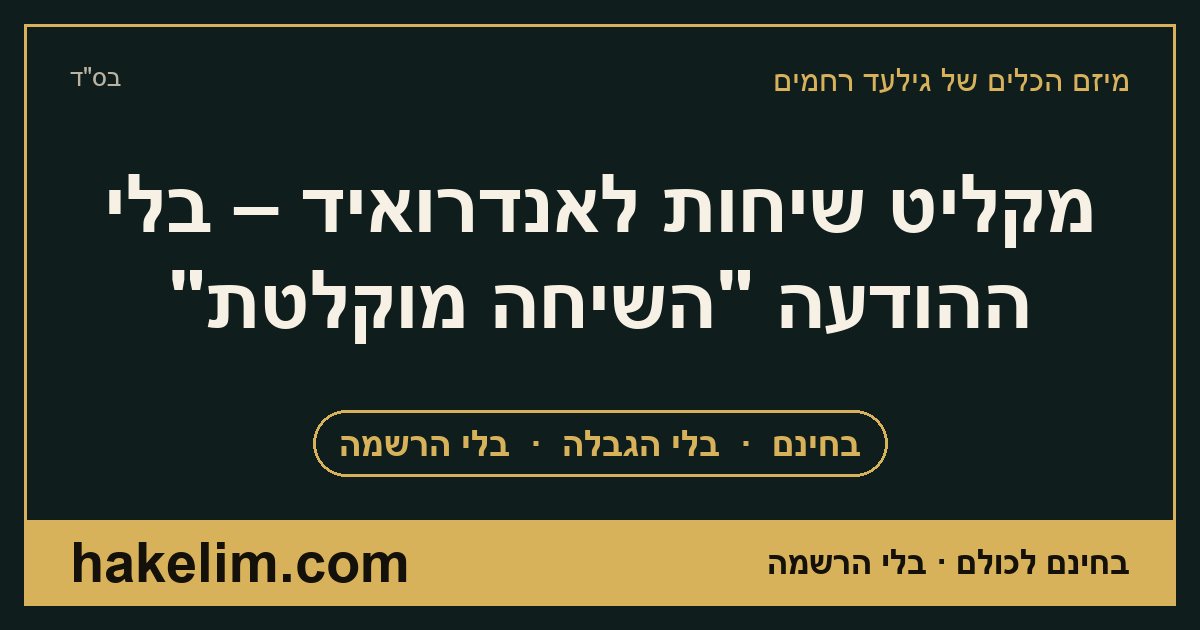 מיזם הכלים של גילעד רחמים
בס"ד
מקליט שיחות לאנדרואיד – בלי
ההודעה "השיחה מוקלטת"
בחינם · בלי הגבלה · בלי הרשמה
בחינם לכולם · בלי הרשמה
hakelim.com